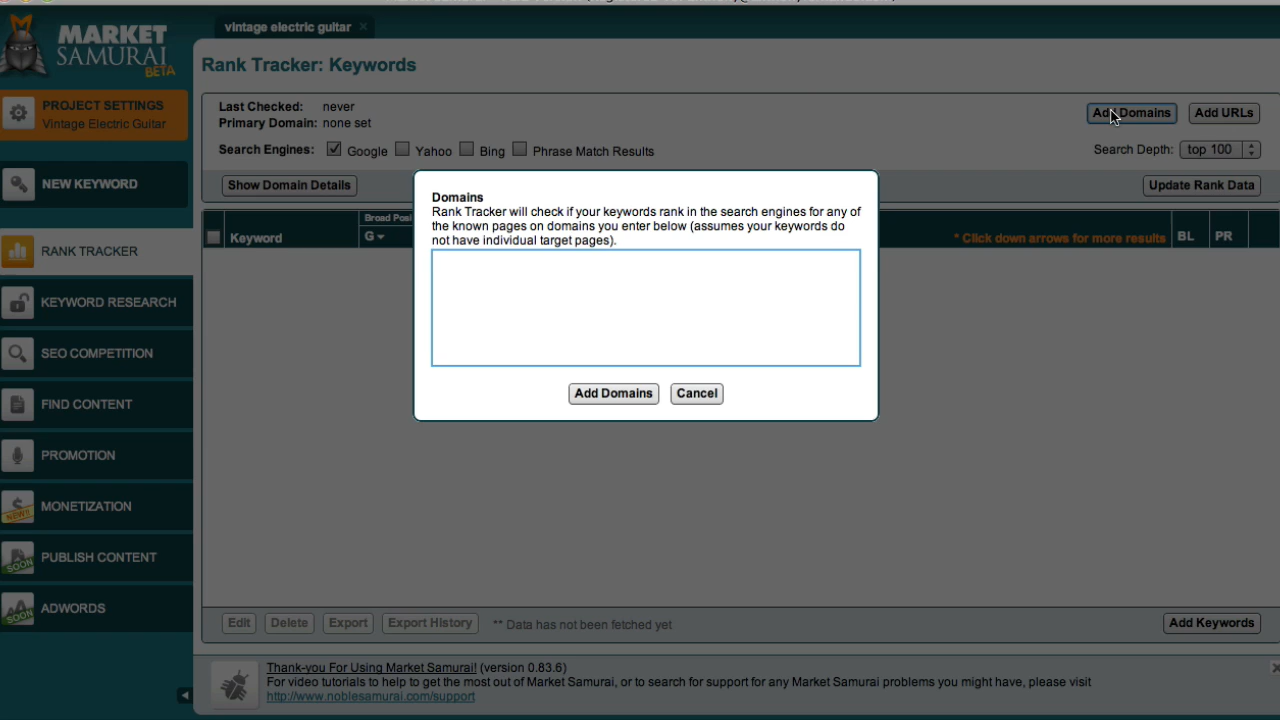 vintage electric guitar
MARKET
SAMURAI
BETA
Rank Tracker: Keywords
PROJECT SETTINGS
Vintage Electric Guitar
Last Checked: never
Primary Domain: none set
Add Domains
Add URLs
Search Engines: Google Yahoo Bing Phrase Match Results
Search Depth: top 100
NEW KEYWORD
Show Domain Details
Update Rank Data
Keyword
Broad Posi
G
* Click down arrows for more results
BL
PR
Domains
Rank Tracker will check if your keywords rank in the search engines for any of
the known pages on domains you enter below (assumes your keywords do
not have individual target pages).
Add Domains
Cancel
RANK TRACKER
KEYWORD RESEARCH
SEO COMPETITION
FIND CONTENT
PROMOTION
MONETIZATION
NEW!
PUBLISH CONTENT
SOON
ADWORDS
SOON
Edit
Delete
Export
Export History
** Data has not been fetched yet
Add Keywords
Thank-you For Using Market Samurai! (version 0.83.6)
For video tutorials to help to get the most out of Market Samurai, or to search for support for any Market Samurai problems you might have, please visit
http://www.noblesamurai.com/support